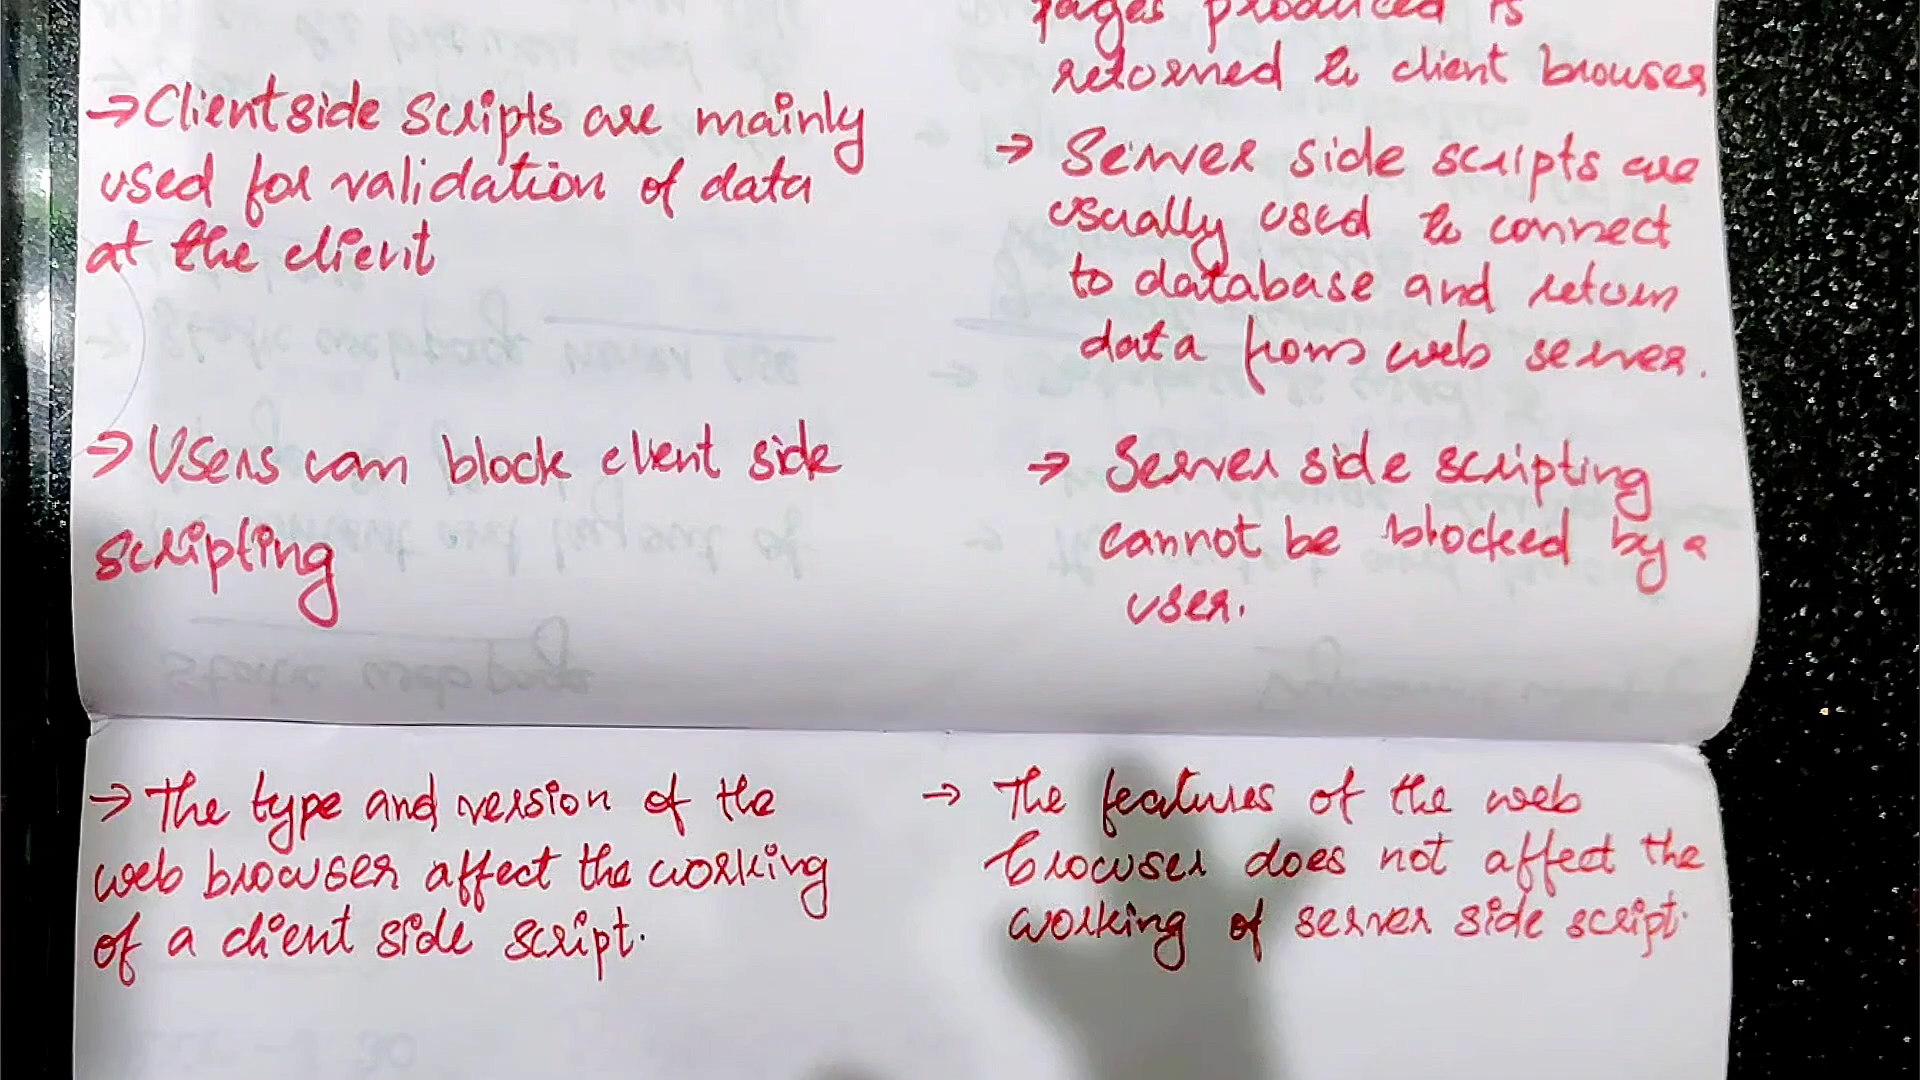 → Clientside scripts are mainly
used for validation of data
at the client
→ Users can block client side
scripting
→ The type and version of the
web browser affect the working
of a client side script.
pages produced is
returned to client browser
→ Server side scripts are
usually used to connect
to database and return
data from web server.
→ Server side scripting
cannot be blocked by a
user.
→ The features of the web
browser does not affect the
working of server side script.